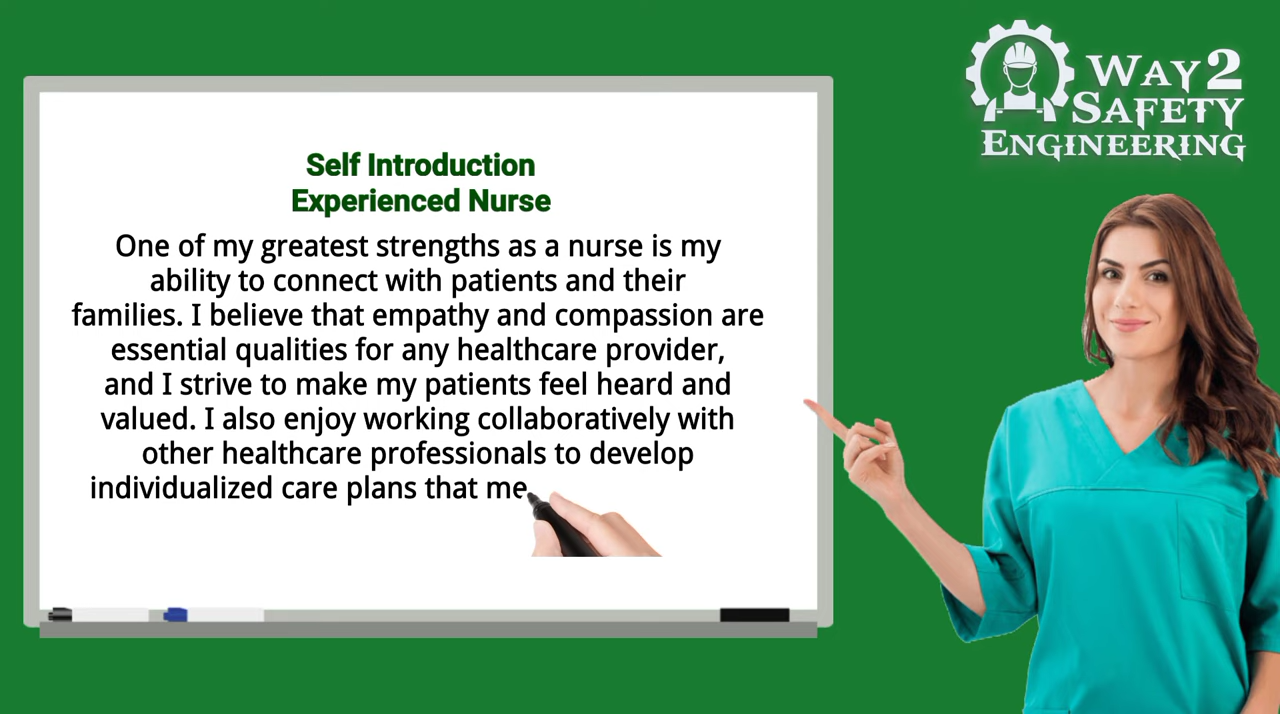 Way 2
Safety
Engineering
Self Introduction
Experienced Nurse
One of my greatest strengths as a nurse is my
ability to connect with patients and their
families. I believe that empathy and compassion are
essential qualities for any healthcare provider,
and I strive to make my patients feel heard and
valued. I also enjoy working collaboratively with
other healthcare professionals to develop
individualized care plans that me